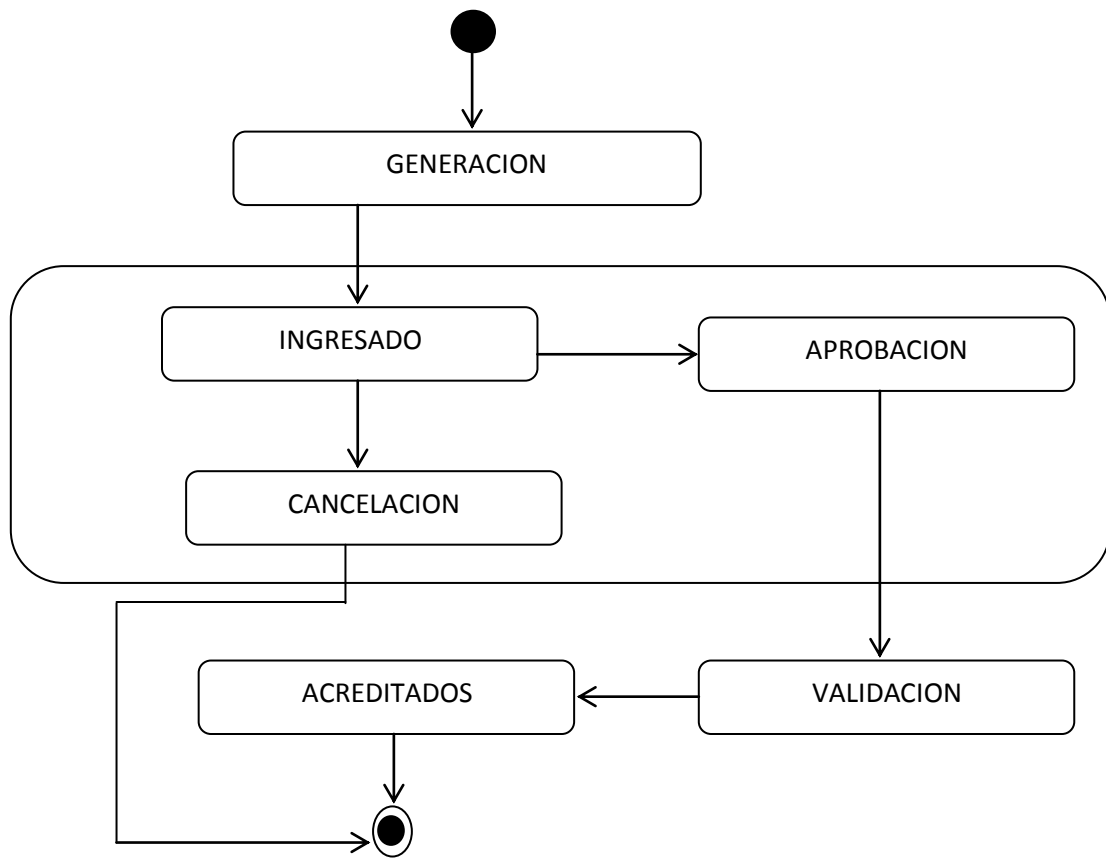 GENERACION
INGRESADO
APROBACION
CANCELACION
ACREDITADOS
VALIDACION